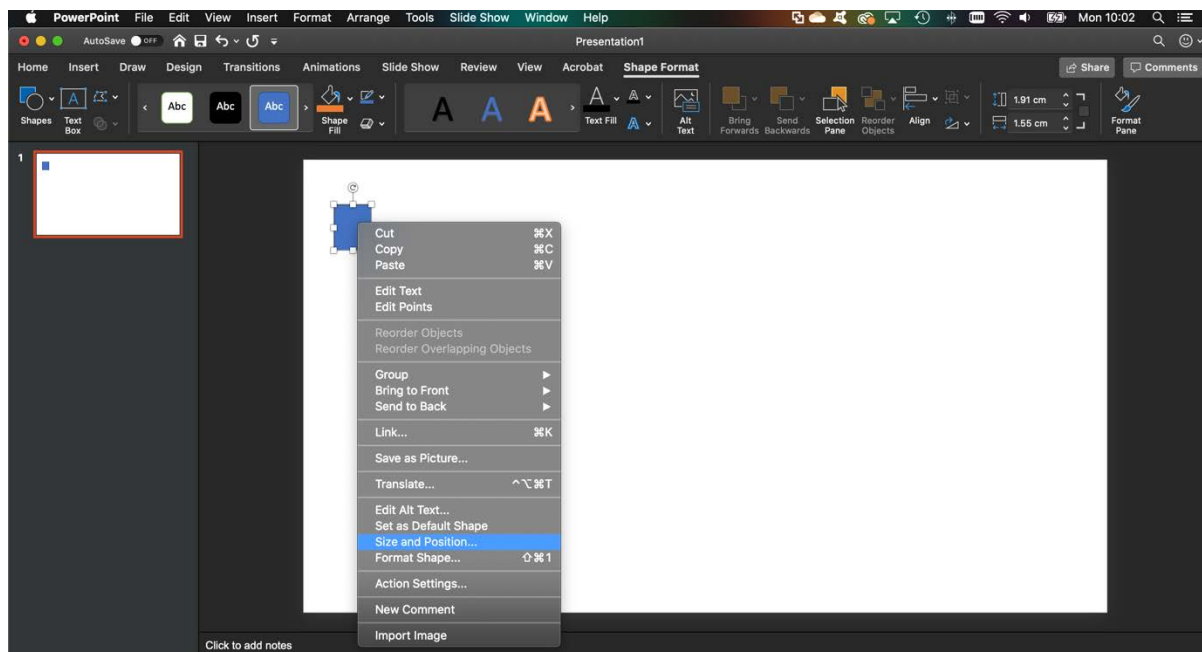 PowerPoint File Edit View Insert Format Arrange Tools Slide Show Window Help Mon 10:02
AutoSave OFF Presentation1
Home Insert Draw Design Transitions Animations Slide Show Review View Acrobat Shape Format Share Comments
Abc Abc Abc A A A
1.91 cm
1.55 cm
Shapes Text Box Shape Fill Text Fill Alt Text Bring Forwards Send Backwards Selection Pane Reorder Objects Align Format Pane
1
Cut ⌘X
Copy ⌘C
Paste ⌘V
Edit Text
Edit Points
Reorder Objects
Reorder Overlapping Objects
Group
Bring to Front
Send to Back
Link... ⌘K
Save as Picture...
Translate... ^⌥⌘T
Edit Alt Text...
Set as Default Shape
Size and Position...
Format Shape... ⇧⌘1
Action Settings...
New Comment
Import Image
Click to add notes